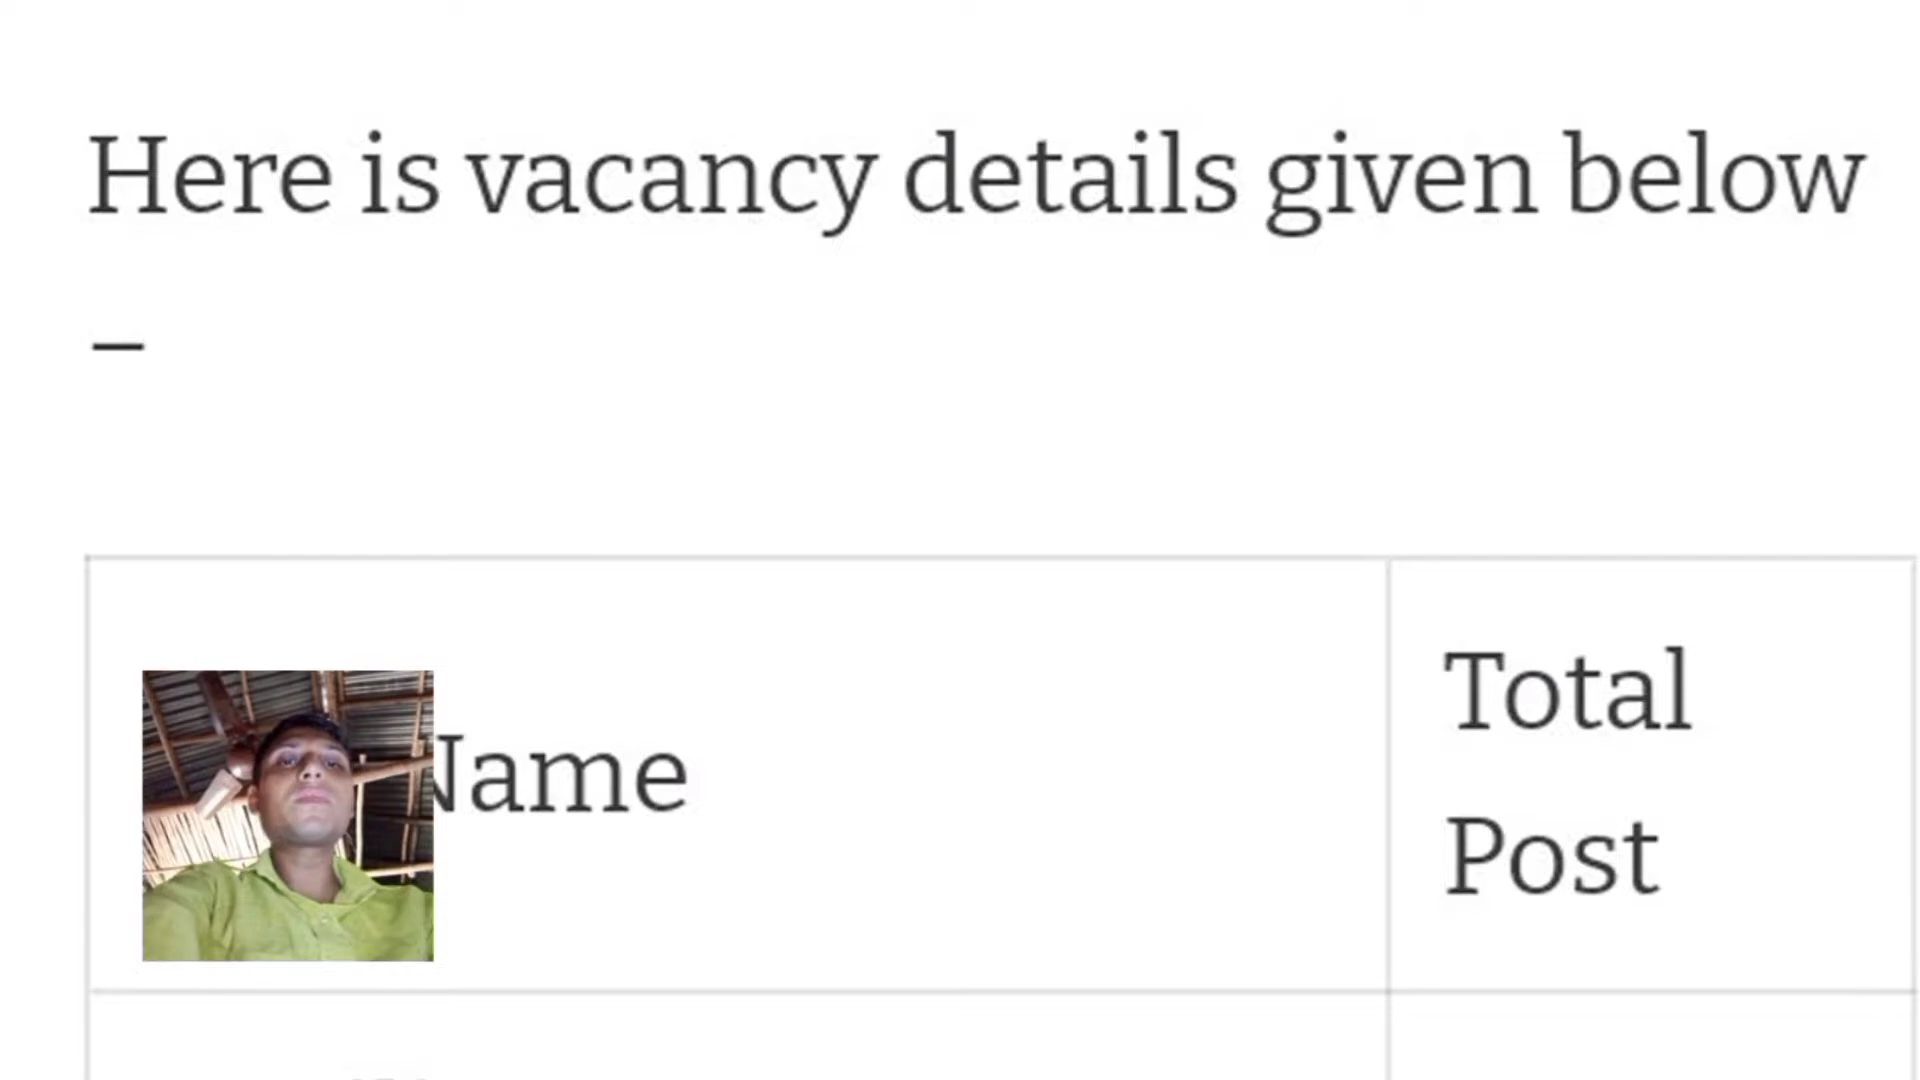 Here is vacancy details given below
–
Name
Total
Post